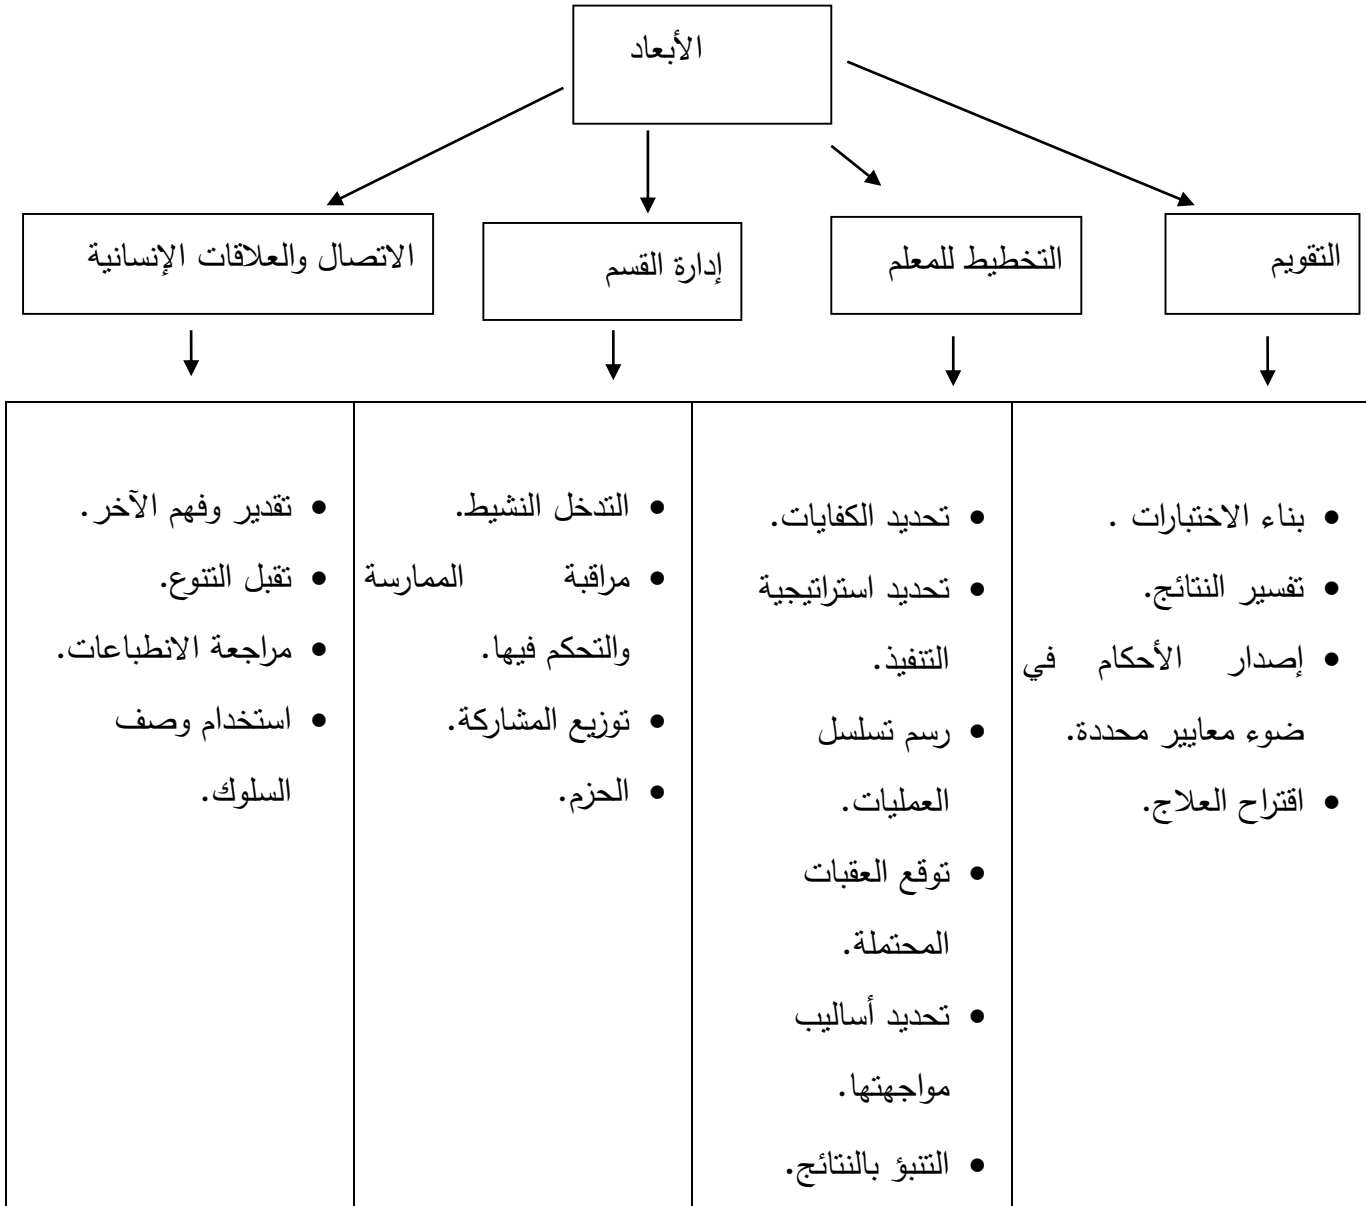 الأبعاد
التقويم
التخطيط للمعلم
إدارة القسم
الاتصال والعلاقات الإنسانية
• بناء الاختبارات .
• تفسير النتائج.
• إصدار الأحكام في
ضوء معايير محددة.
• اقتراح العلاج.
• تحديد الكفايات.
• تحديد استراتيجية
التنفيذ.
• رسم تسلسل
العمليات.
• توقع العقبات
المحتملة.
• تحديد أساليب
مواجهتها.
• التنبؤ بالنتائج.
• التدخل النشيط.
• مراقبة الممارسة
والتحكم فيها.
• توزيع المشاركة.
• الحزم.
• تقدير وفهم الآخر.
• تقبل التنوع.
• مراجعة الانطباعات.
• استخدام وصف
السلوك.